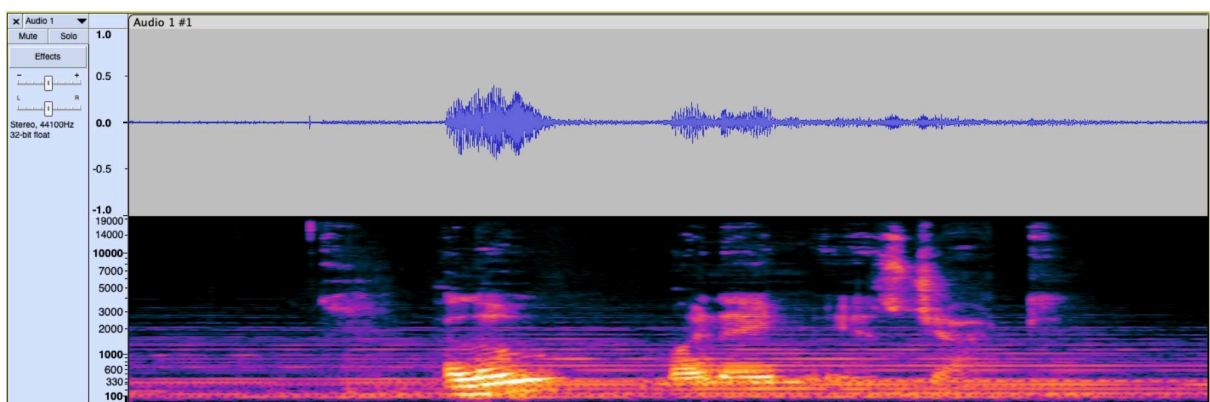 × Audio 1 ▼
Audio 1 #1
Mute Solo
Effects
- +
L R
Stereo, 44100Hz
32-bit float
1.0
0.5
0.0
-0.5
-1.0
19000
14000
10000
7000
5000
3000
2000
1000
600
330
100